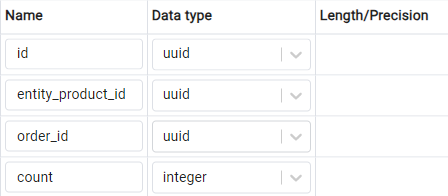 Name Data type Length/Precision
id uuid
entity_product_id uuid
order_id uuid
count integer